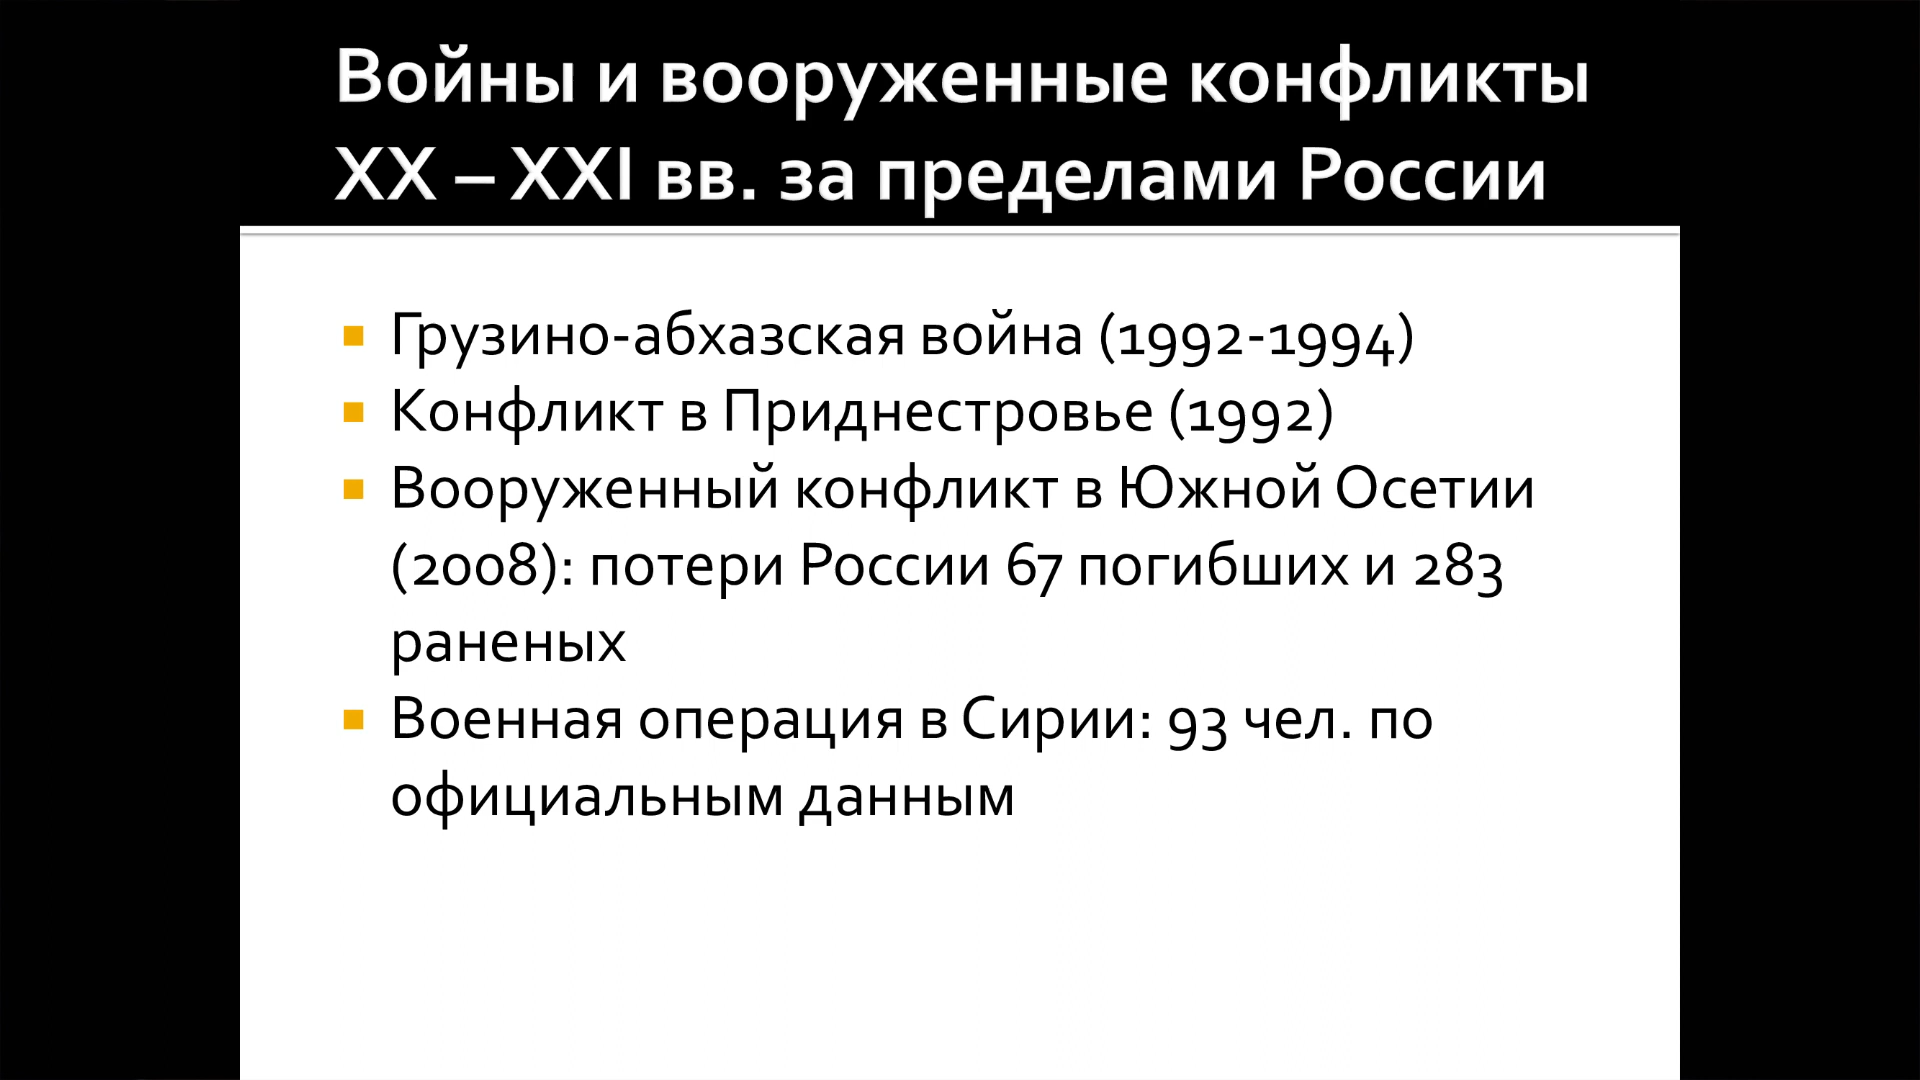 Войны и вооруженные конфликты
XX – XXI вв. за пределами России
Грузино-абхазская война (1992-1994)
Конфликт в Приднестровье (1992)
Вооруженный конфликт в Южной Осетии
(2008): потери России 67 погибших и 283
раненых
Военная операция в Сирии: 93 чел. по
официальным данным